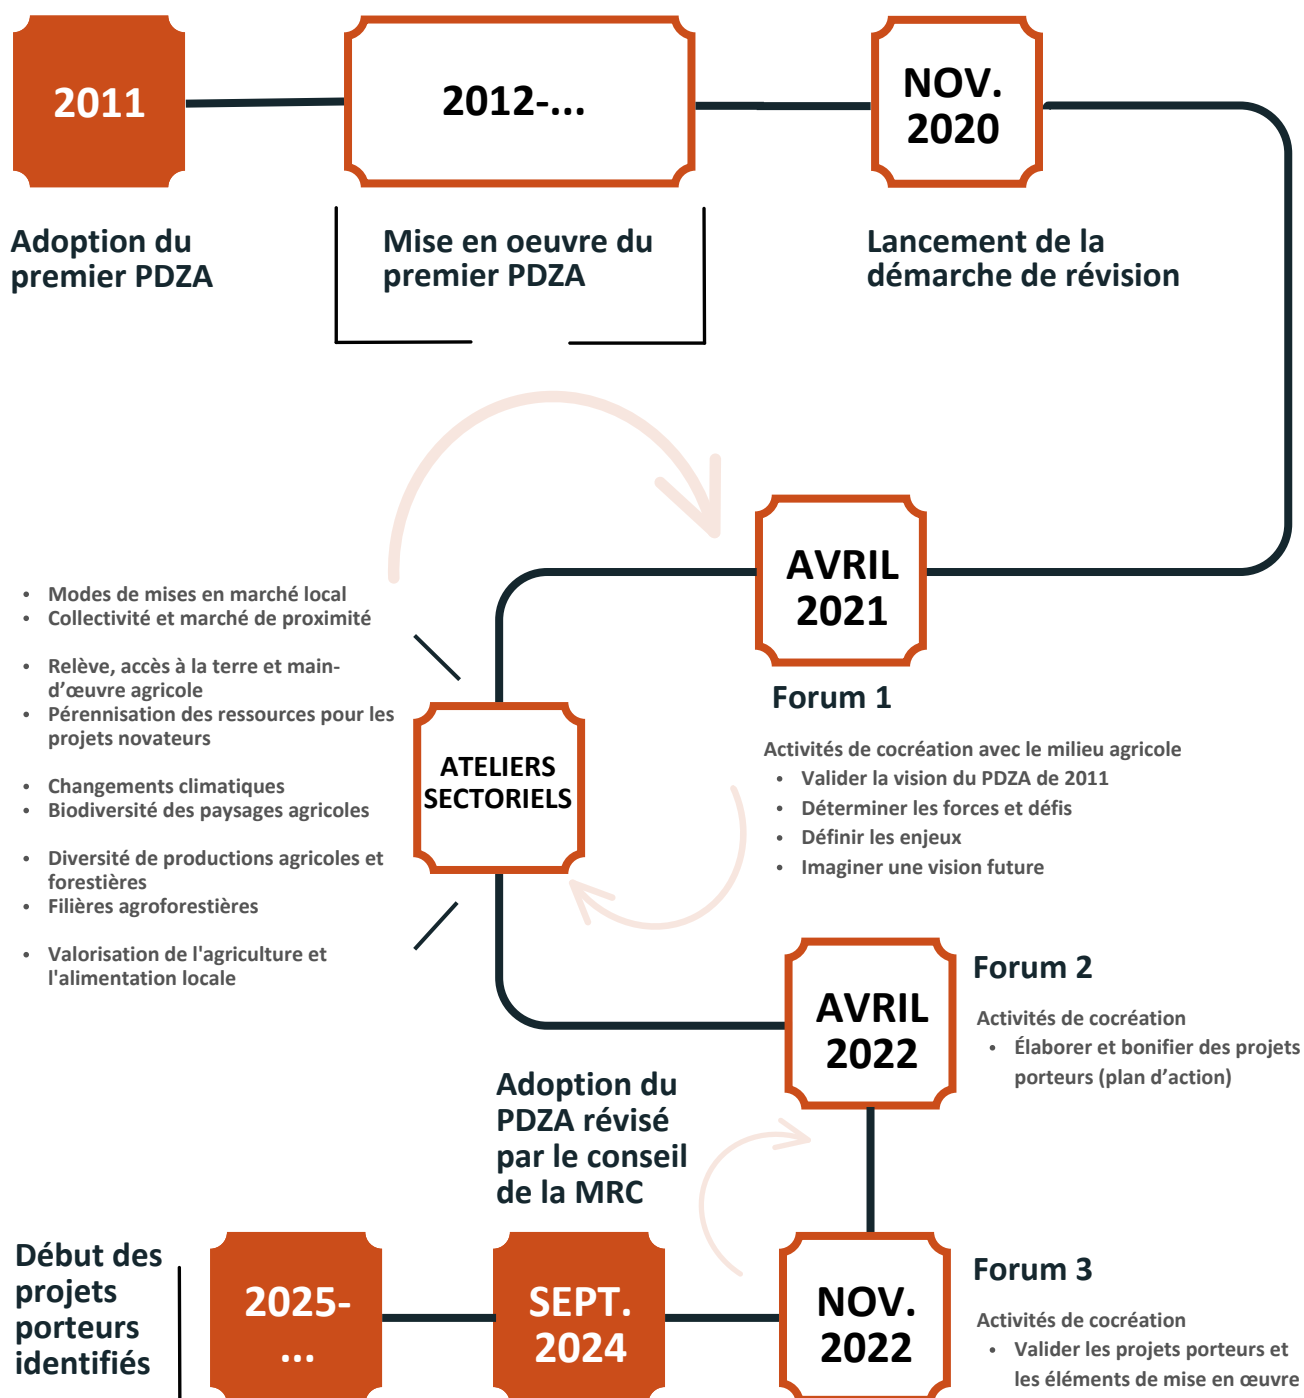 2011
Adoption du
premier PDZA
2012-...
Mise en oeuvre du
premier PDZA
NOV.
2020
Lancement de la
démarche de révision
AVRIL
2021
Forum 1
Activités de cocréation avec le milieu agricole
• Valider la vision du PDZA de 2011
• Déterminer les forces et défis
• Définir les enjeux
• Imaginer une vision future
ATELIERS
SECTORIELS
• Modes de mises en marché local
• Collectivité et marché de proximité
• Relève, accès à la terre et main-
d'œuvre agricole
• Pérennisation des ressources pour les
projets novateurs
• Changements climatiques
• Biodiversité des paysages agricoles
• Diversité de productions agricoles et
forestières
• Filières agroforestières
• Valorisation de l'agriculture et
l'alimentation locale
AVRIL
2022
Forum 2
Activités de cocréation
• Élaborer et bonifier des projets
porteurs (plan d’action)
NOV.
2022
Forum 3
Activités de cocréation
• Valider les projets porteurs et
les éléments de mise en œuvre
Adoption du
PDZA révisé
par le conseil
de la MRC
SEPT.
2024
2025-
...
Début des
projets
porteurs
identifiés